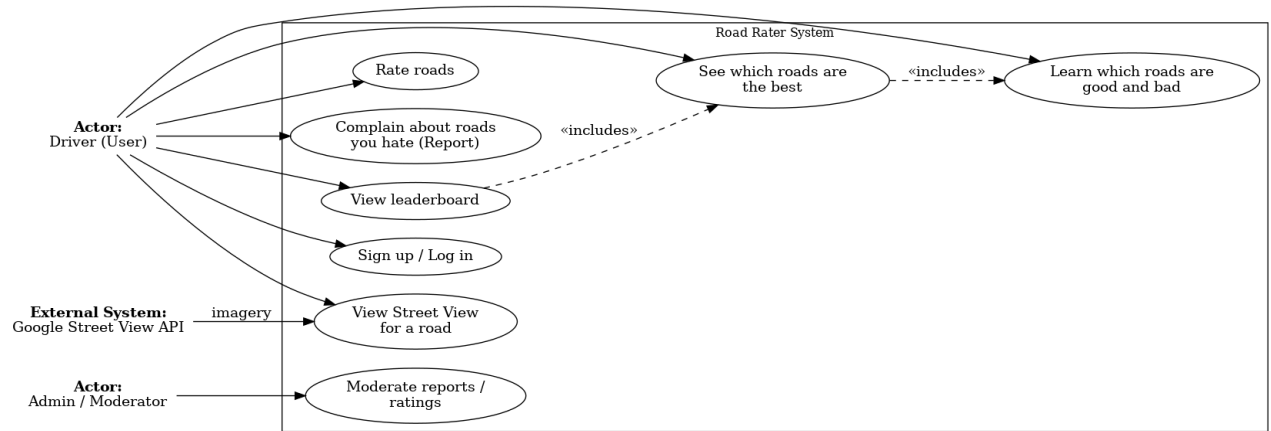 Road Rater System
Rate roads
See which roads are
the best
«includes»
Learn which roads are
good and bad
Actor:
Driver (User)
Complain about roads
you hate (Report)
«includes»
View leaderboard
Sign up / Log in
External System:
Google Street View API
imagery
View Street View
for a road
Actor:
Admin / Moderator
Moderate reports /
ratings